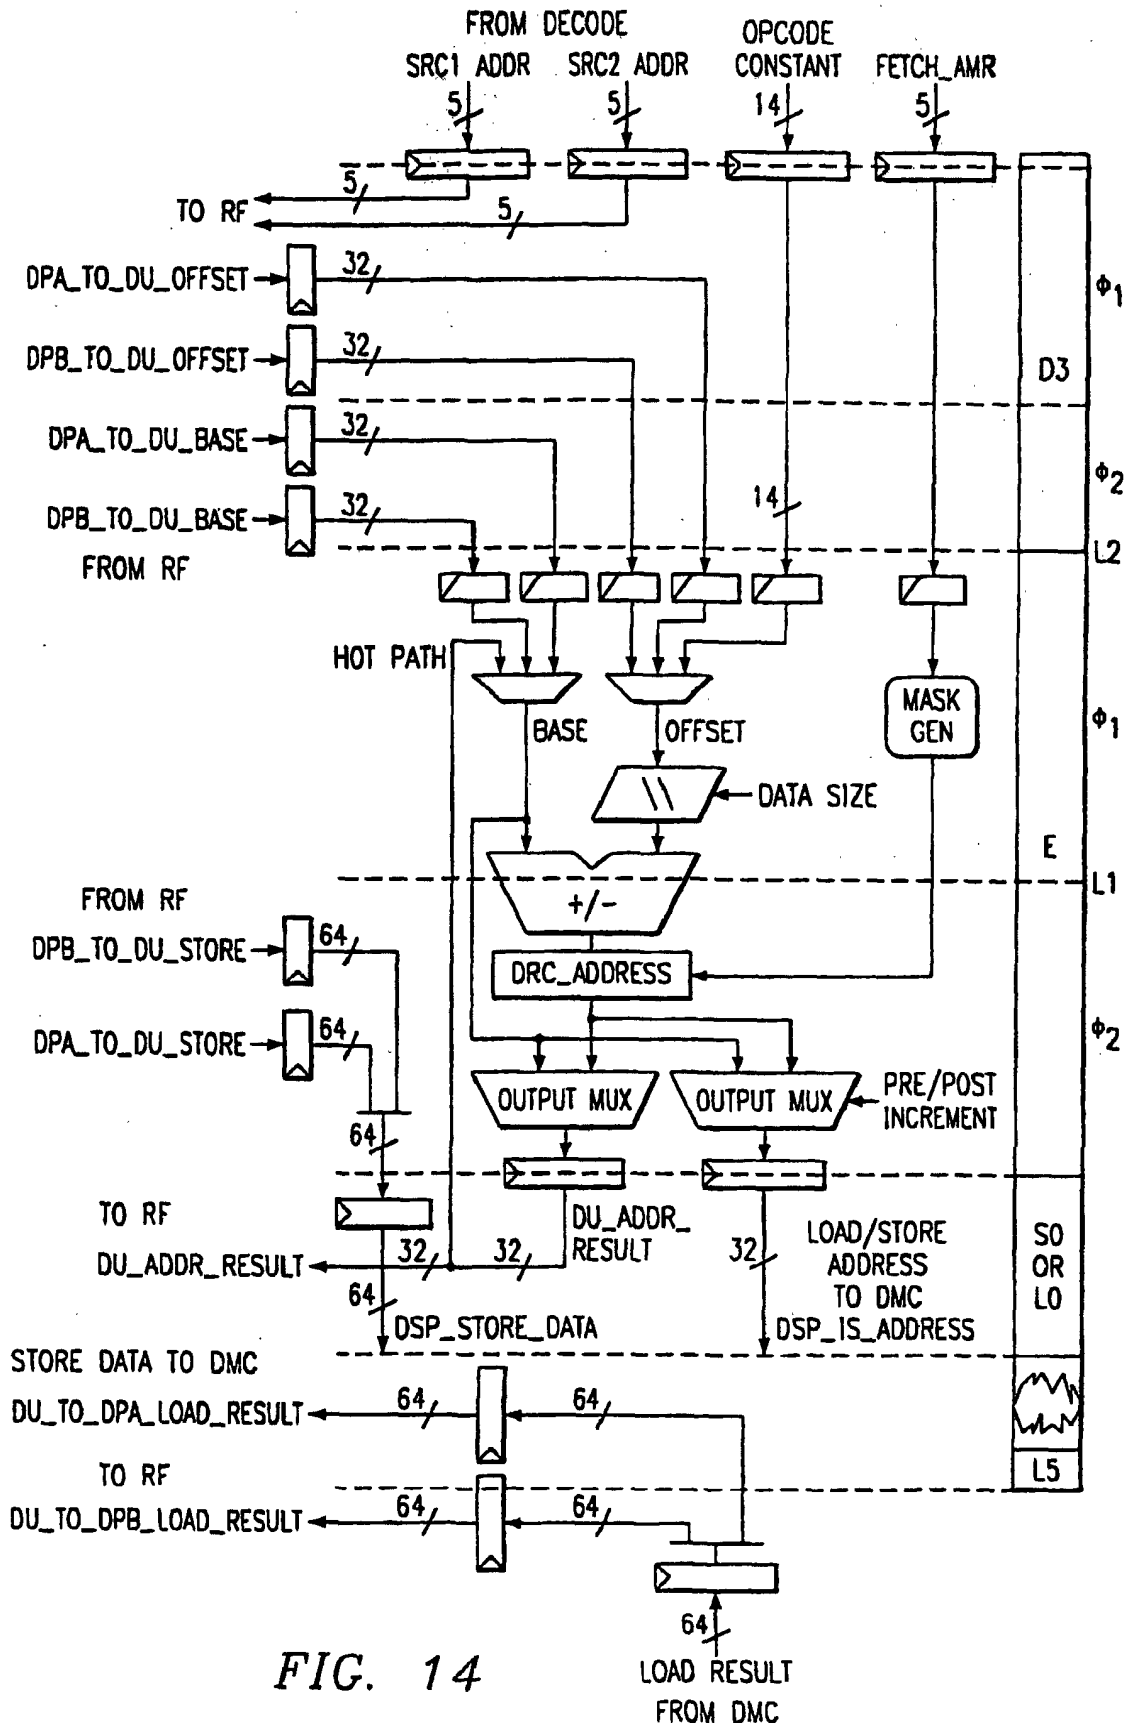 FROM DECODE
SRC1 ADDR
SRC2 ADDR
OPCODE
CONSTANT
FETCH_AMR
5
5
14
5
5
TO RF
5
DPA_TO_DU_OFFSET
32
Φ1
DPB_TO_DU_OFFSET
32
D3
DPA_TO_DU_BASE
32
Φ2
14
DPB_TO_DU_BASE
32
FROM RF
L2
HOT PATH
MASK
GEN
BASE
OFFSET
Φ1
DATA SIZE
E
L1
+/-
FROM RF
DPB_TO_DU_STORE
64
DRC_ADDRESS
DPA_TO_DU_STORE
64
Φ2
OUTPUT MUX
OUTPUT MUX
PRE/POST
INCREMENT
64
TO RF
DU_ADDR_
RESULT
LOAD/STORE
ADDRESS
TO DMC
DSP_IS_ADDRESS
S0
OR
L0
DU_ADDR_RESULT
32
32
32
64
DSP_STORE_DATA
STORE DATA TO DMC
DU_TO_DPA_LOAD_RESULT
64
64
TO RF
L5
DU_TO_DPB_LOAD_RESULT
64
64
64
LOAD RESULT
FROM DMC
FIG. 14